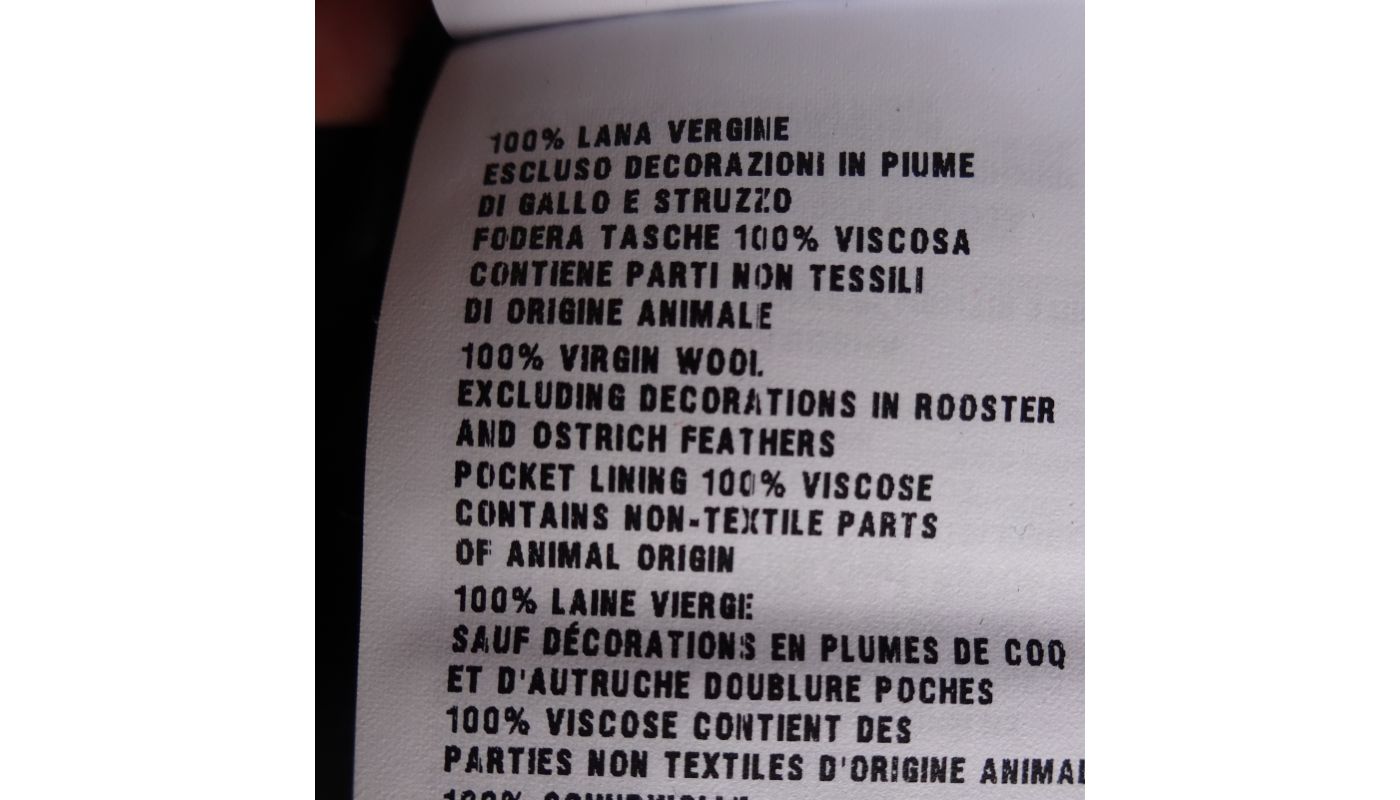 100% LANA VERGINE
ESCLUSO DECORAZIONI IN PIUME
DI GALLO E STRUZZO
FODERA TASCHE 100% VISCOSA
CONTIENE PARTI NON TESSILI
DI ORIGINE ANIMALE
100% VIRGIN WOOL
EXCLUDING DECORATIONS IN ROOSTER
AND OSTRICH FEATHERS
POCKET LINING 100% VISCOSE
CONTAINS NON-TEXTILE PARTS
OF ANIMAL ORIGIN
100% LAINE VIERGE
SAUF DÉCORATIONS EN PLUMES DE COQ
ET D'AUTRUCHE DOUBLURE POCHES
100% VISCOSE CONTIENT DES
PARTIES NON TEXTILES D'ORIGINE ANIMAL
100%